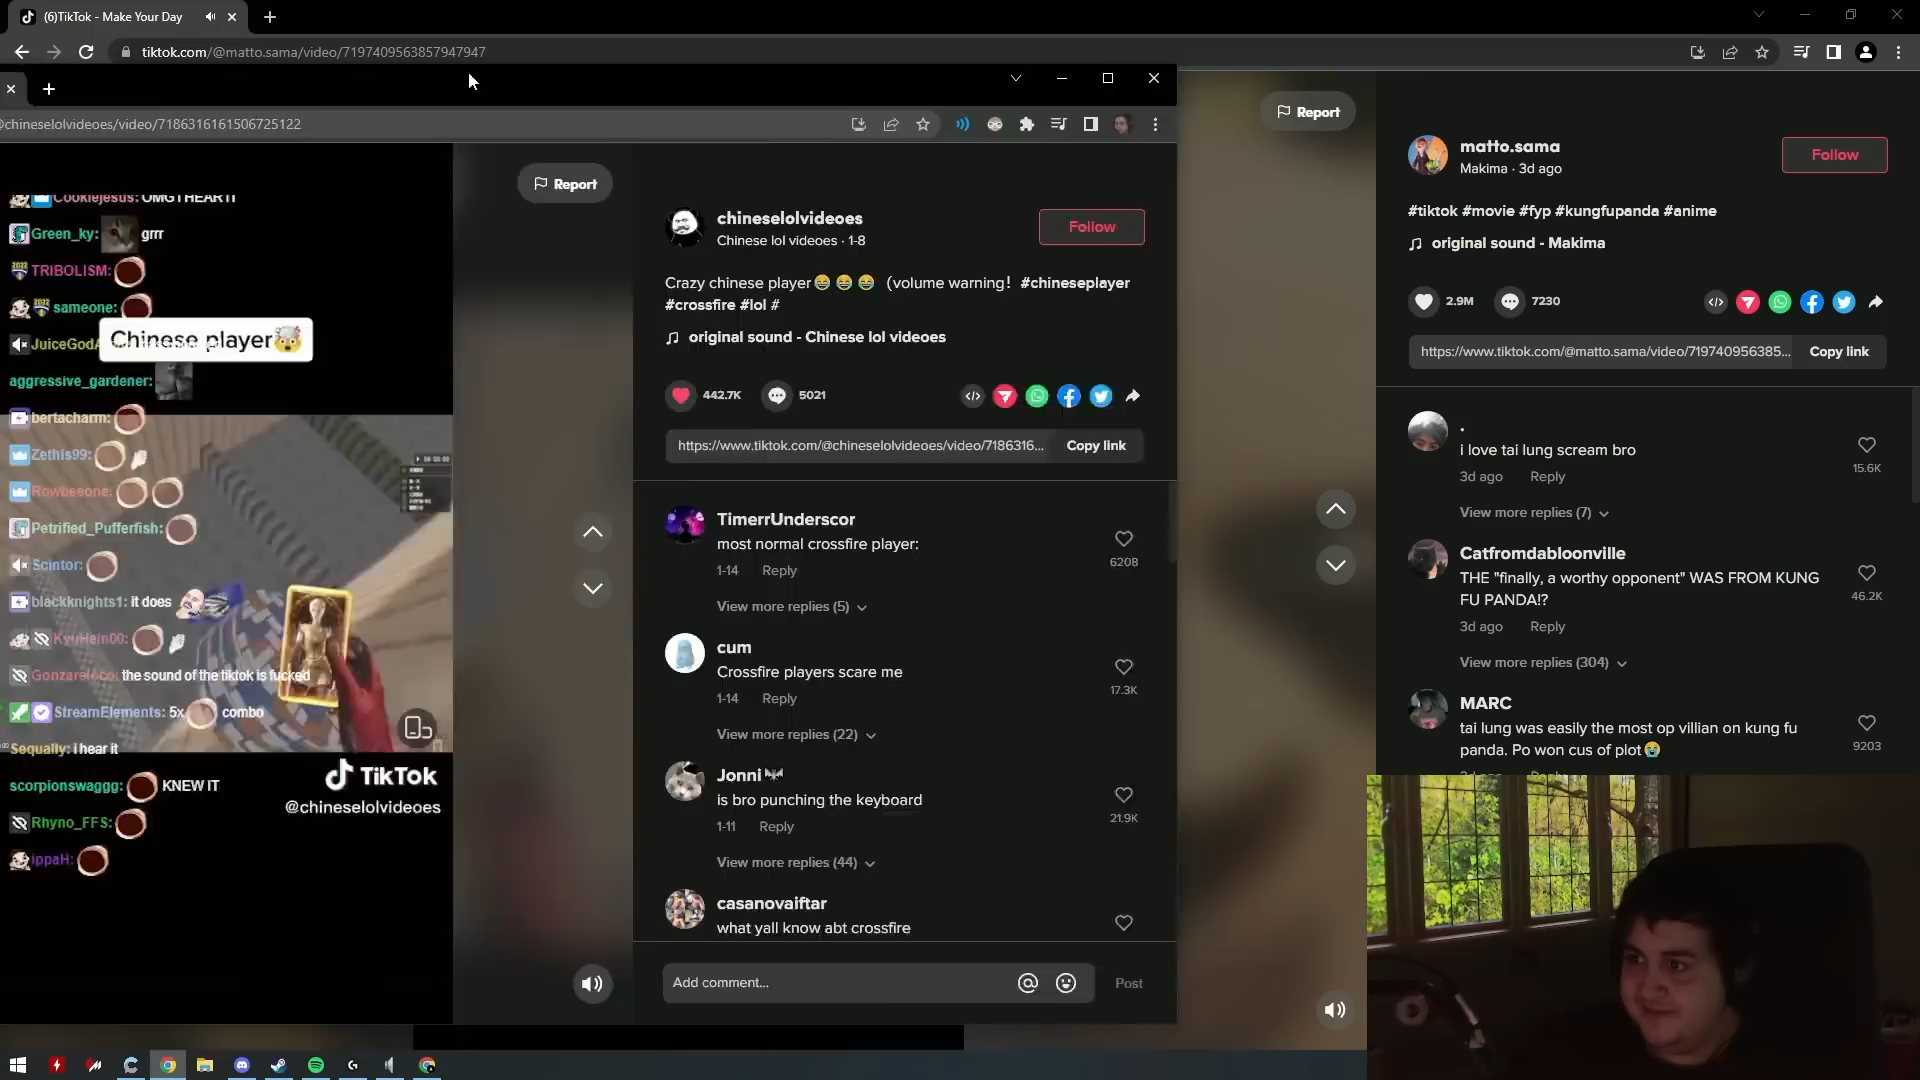 (6)TikTok - Make Your Day
tiktok.com/@matto.sama/video/7197409563857947947
@chineselolvideoes/video/7186316161506725122
Cookiejesus: OMG I HEAR IT
Green_ky: grrr
TRIBOLISM:
sameone:
Chinese player🤯
JuiceGodA
aggressive_gardener:
bertacharm:
Zethis99:
Rowbesone:
Petrified_Pufferfish:
Scintor:
blackknights1: it does
KyuHein00:
Gonzareloco: the sound of the tiktok is fucked
StreamElements: 5x combo
Sequally: i hear it
scorpionswaggg: KNEW IT
Rhyno_FFS:
ippaH:
TikTok
@chineselolvideoes
Report
chineselolvideoes
Chinese lol videoes · 1-8
Follow
Crazy chinese player😂 😂 😂 (volume warning！ #chineseplayer
#crossfire #lol #
original sound - Chinese lol videoes
442.7K
5021
https://www.tiktok.com/@chineselolvideoes/video/7186316...
Copy link
TimerrUnderscor
most normal crossfire player:
1-14 Reply
6208
View more replies (5)
cum
Crossfire players scare me
1-14 Reply
17.3K
View more replies (22)
Jonni
is bro punching the keyboard
1-11 Reply
21.9K
View more replies (44)
casanovaiftar
what yall know abt crossfire
Add comment...
Post
Report
matto.sama
Makima · 3d ago
Follow
#tiktok #movie #fyp #kungfupanda #anime
original sound - Makima
2.9M
7230
https://www.tiktok.com/@matto.sama/video/719740956385...
Copy link
.
i love tai lung scream bro
3d ago Reply
15.6K
View more replies (7)
Catfromdabloonville
THE "finally, a worthy opponent" WAS FROM KUNG
FU PANDA!?
3d ago Reply
46.2K
View more replies (304)
MARC
tai lung was easily the most op villian on kung fu
panda. Po won cus of plot😭
9203